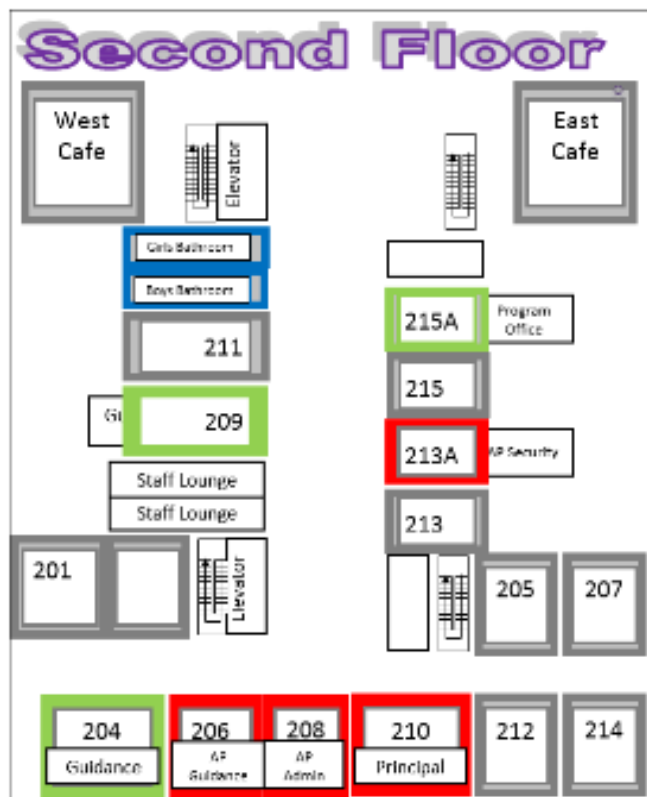 Second Floor
West
Cafe
East
Cafe
Elevator
Girls Bathroom
Boys Bathroom
215A
Program
Office
211
215
209
213A
AP Security
Staff Lounge
Staff Lounge
213
201
Elevator
205
207
204
206
208
210
212
214
Guidance
AP
Guidance
AP
Admin
Principal